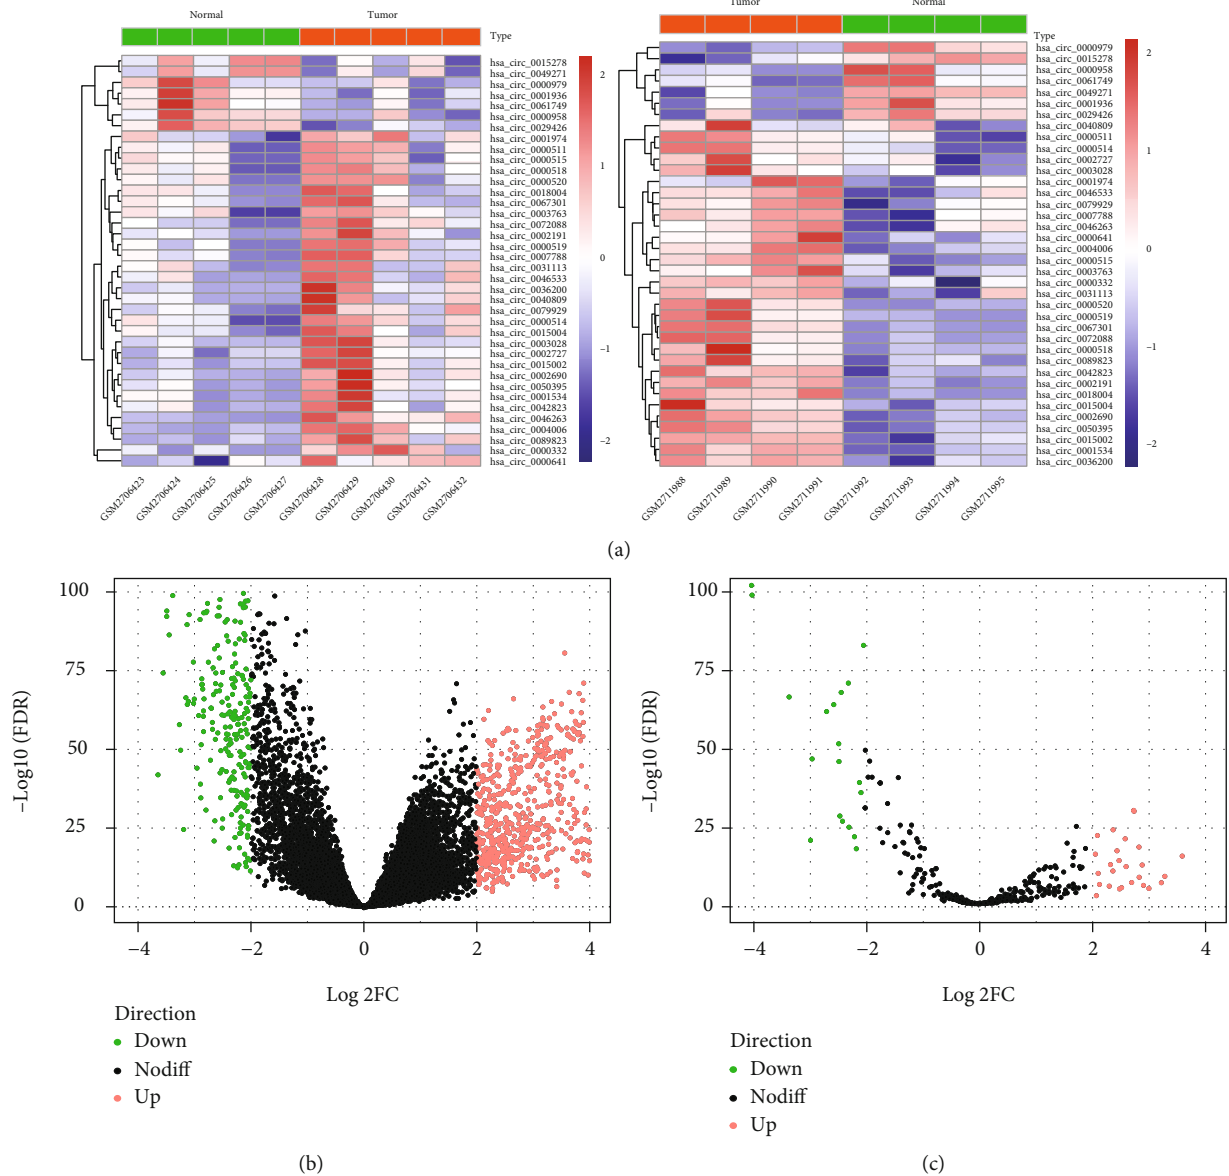 Normal Tumor
Type
hsa_circ_0015278
hsa_circ_0049271
hsa_circ_0000979
hsa_circ_0001936
hsa_circ_0061749
hsa_circ_0000958
hsa_circ_0029426
hsa_circ_0001974
hsa_circ_0000511
hsa_circ_0000515
hsa_circ_0000518
hsa_circ_0000520
hsa_circ_0018004
hsa_circ_0067301
hsa_circ_0003763
hsa_circ_0072088
hsa_circ_0002191
hsa_circ_0000519
hsa_circ_0007788
hsa_circ_0031113
hsa_circ_0046533
hsa_circ_0036200
hsa_circ_0040809
hsa_circ_0079929
hsa_circ_0000514
hsa_circ_0015004
hsa_circ_0003028
hsa_circ_0002727
hsa_circ_0015002
hsa_circ_0002690
hsa_circ_0050395
hsa_circ_0001534
hsa_circ_0042823
hsa_circ_0046263
hsa_circ_0004006
hsa_circ_0089823
hsa_circ_0000332
hsa_circ_0000641
2
1
0
−1
−2
GSM2706423 GSM2706424 GSM2706425 GSM2706426 GSM2706427 GSM2706428 GSM2706429 GSM2706430 GSM2706431 GSM2706432
Tumor Normal
Type
hsa_circ_0000979
hsa_circ_0015278
hsa_circ_0000958
hsa_circ_0061749
hsa_circ_0049271
hsa_circ_0001936
hsa_circ_0029426
hsa_circ_0040809
hsa_circ_0000511
hsa_circ_0000514
hsa_circ_0002727
hsa_circ_0003028
hsa_circ_0001974
hsa_circ_0046533
hsa_circ_0079929
hsa_circ_0007788
hsa_circ_0046263
hsa_circ_0000641
hsa_circ_0004006
hsa_circ_0000515
hsa_circ_0003763
hsa_circ_0000332
hsa_circ_0031113
hsa_circ_0000520
hsa_circ_0000519
hsa_circ_0067301
hsa_circ_0072088
hsa_circ_0000518
hsa_circ_0089823
hsa_circ_0042823
hsa_circ_0002191
hsa_circ_0018004
hsa_circ_0015004
hsa_circ_0002690
hsa_circ_0050395
hsa_circ_0015002
hsa_circ_0001534
hsa_circ_0036200
2
1
0
−1
−2
GSM2711988 GSM2711989 GSM2711990 GSM2711991 GSM2711992 GSM2711993 GSM2711994 GSM2711995
(a)
−Log10 (FDR)
100
75
50
25
0
−4 −2 0 2 4
Log 2FC
Direction
Down
Nodiff
Up
(b)
−Log10 (FDR)
100
75
50
25
0
−4 −2 0 2 4
Log 2FC
Direction
Down
Nodiff
Up
(c)